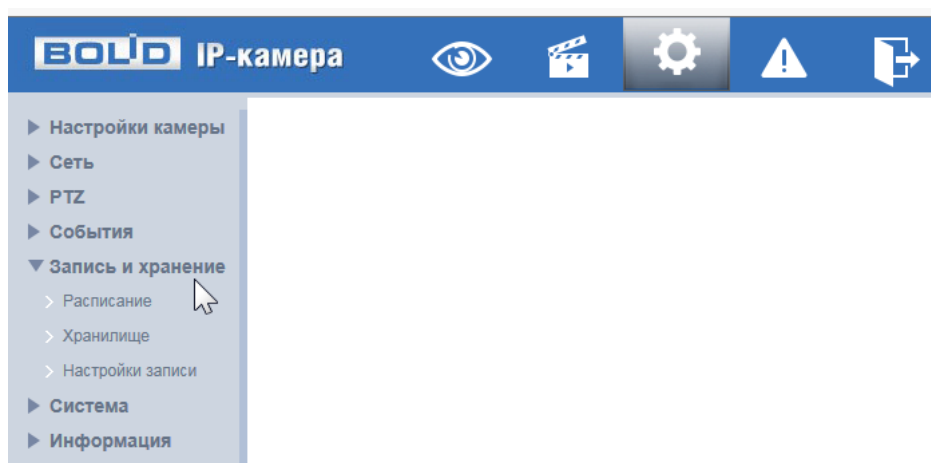 BOLID IP-камера
Настройки камеры
Сеть
PTZ
События
Запись и хранение
Расписание
Хранилище
Настройки записи
Система
Информация